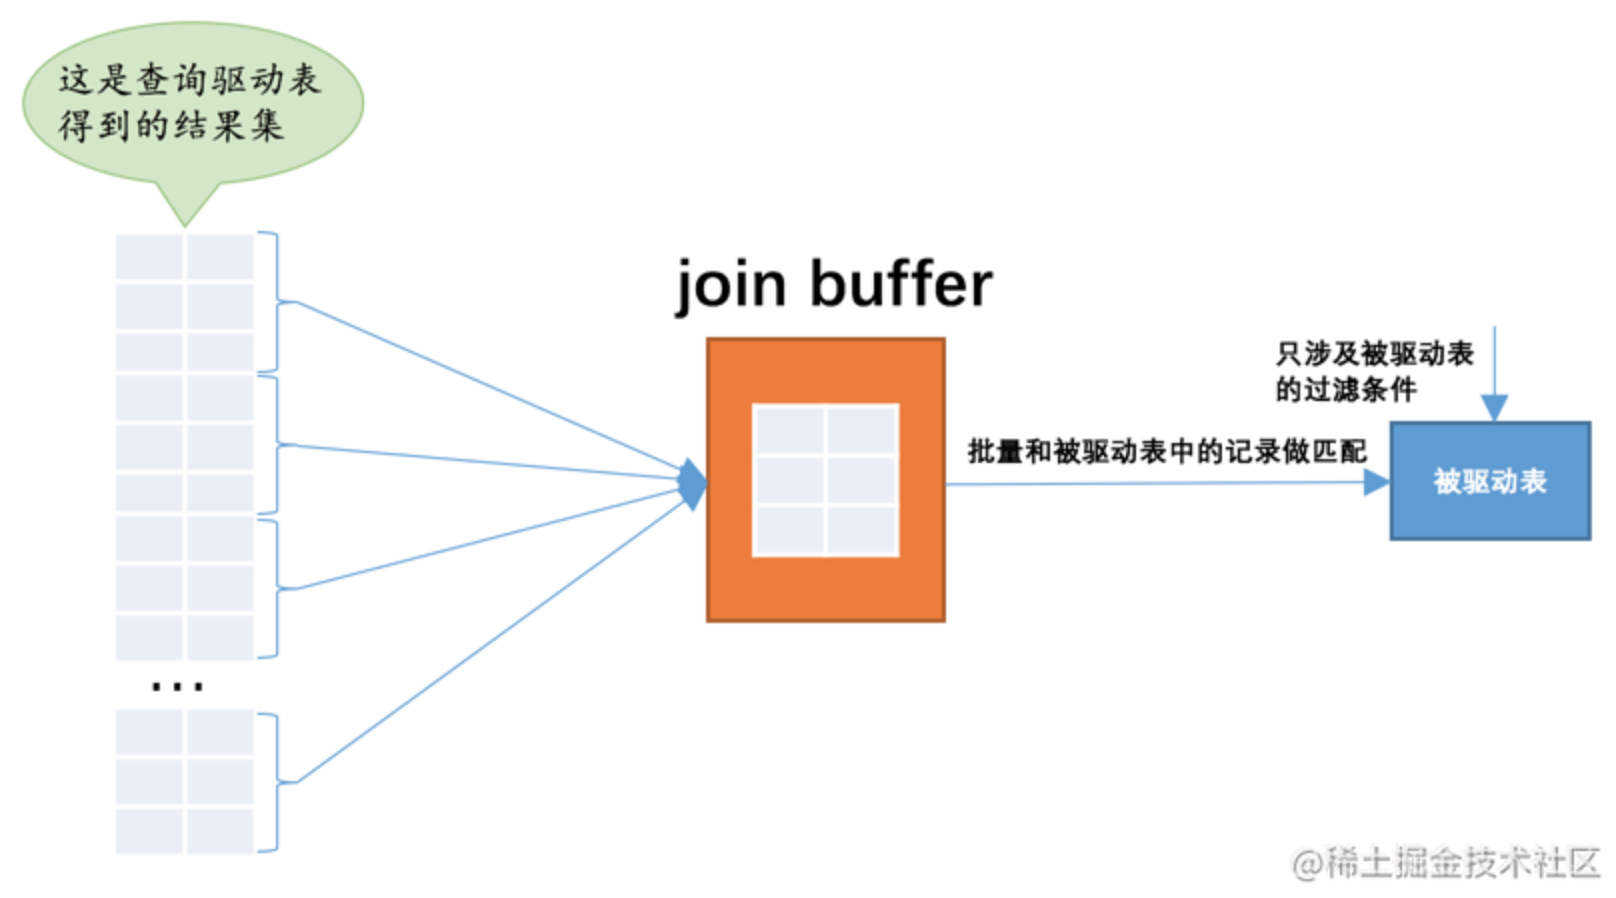 这是查询驱动表
得到的结果集
join buffer
只涉及被驱动表
的过滤条件
批量和被驱动表中的记录做匹配
被驱动表
...
@稀土掘金技术社区